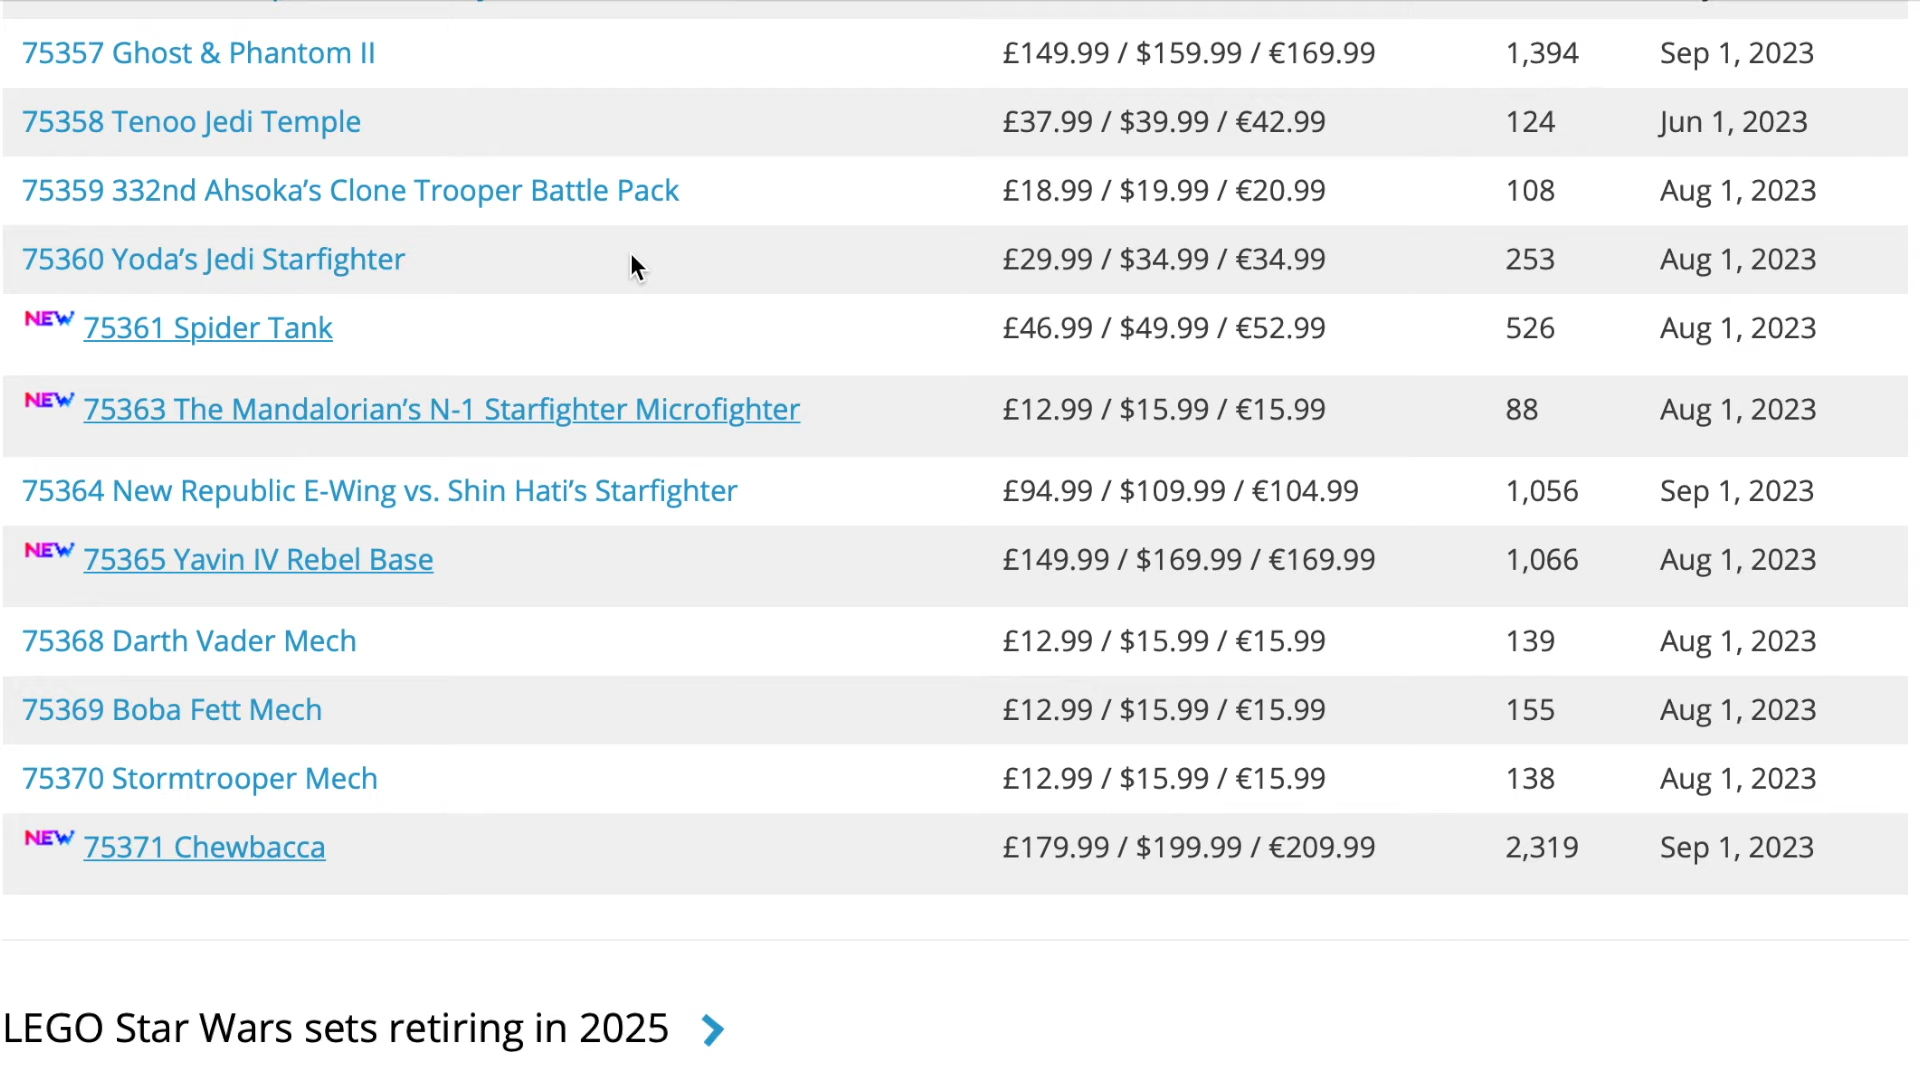 75357 Ghost & Phantom II £149.99 / $159.99 / €169.99 1,394 Sep 1, 2023
75358 Tenoo Jedi Temple £37.99 / $39.99 / €42.99 124 Jun 1, 2023
75359 332nd Ahsoka’s Clone Trooper Battle Pack £18.99 / $19.99 / €20.99 108 Aug 1, 2023
75360 Yoda’s Jedi Starfighter £29.99 / $34.99 / €34.99 253 Aug 1, 2023
NEW 75361 Spider Tank £46.99 / $49.99 / €52.99 526 Aug 1, 2023
NEW 75363 The Mandalorian’s N-1 Starfighter Microfighter £12.99 / $15.99 / €15.99 88 Aug 1, 2023
75364 New Republic E-Wing vs. Shin Hati’s Starfighter £94.99 / $109.99 / €104.99 1,056 Sep 1, 2023
NEW 75365 Yavin IV Rebel Base £149.99 / $169.99 / €169.99 1,066 Aug 1, 2023
75368 Darth Vader Mech £12.99 / $15.99 / €15.99 139 Aug 1, 2023
75369 Boba Fett Mech £12.99 / $15.99 / €15.99 155 Aug 1, 2023
75370 Stormtrooper Mech £12.99 / $15.99 / €15.99 138 Aug 1, 2023
NEW 75371 Chewbacca £179.99 / $199.99 / €209.99 2,319 Sep 1, 2023
LEGO Star Wars sets retiring in 2025